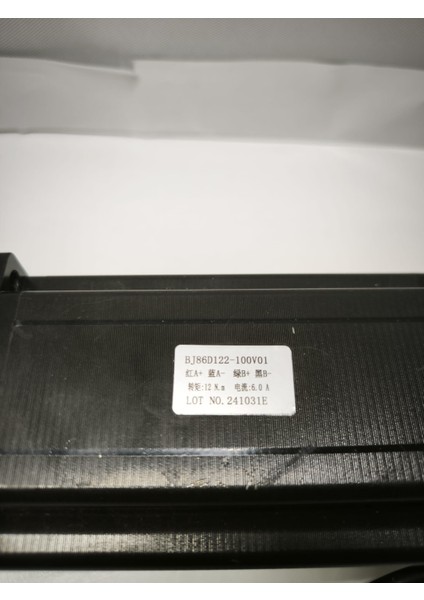 BJ86D122-100V01
红A+ 蓝A- 绿B+ 黑B-
转矩:12 N.m 电流:6.0 A
LOT NO.241031E